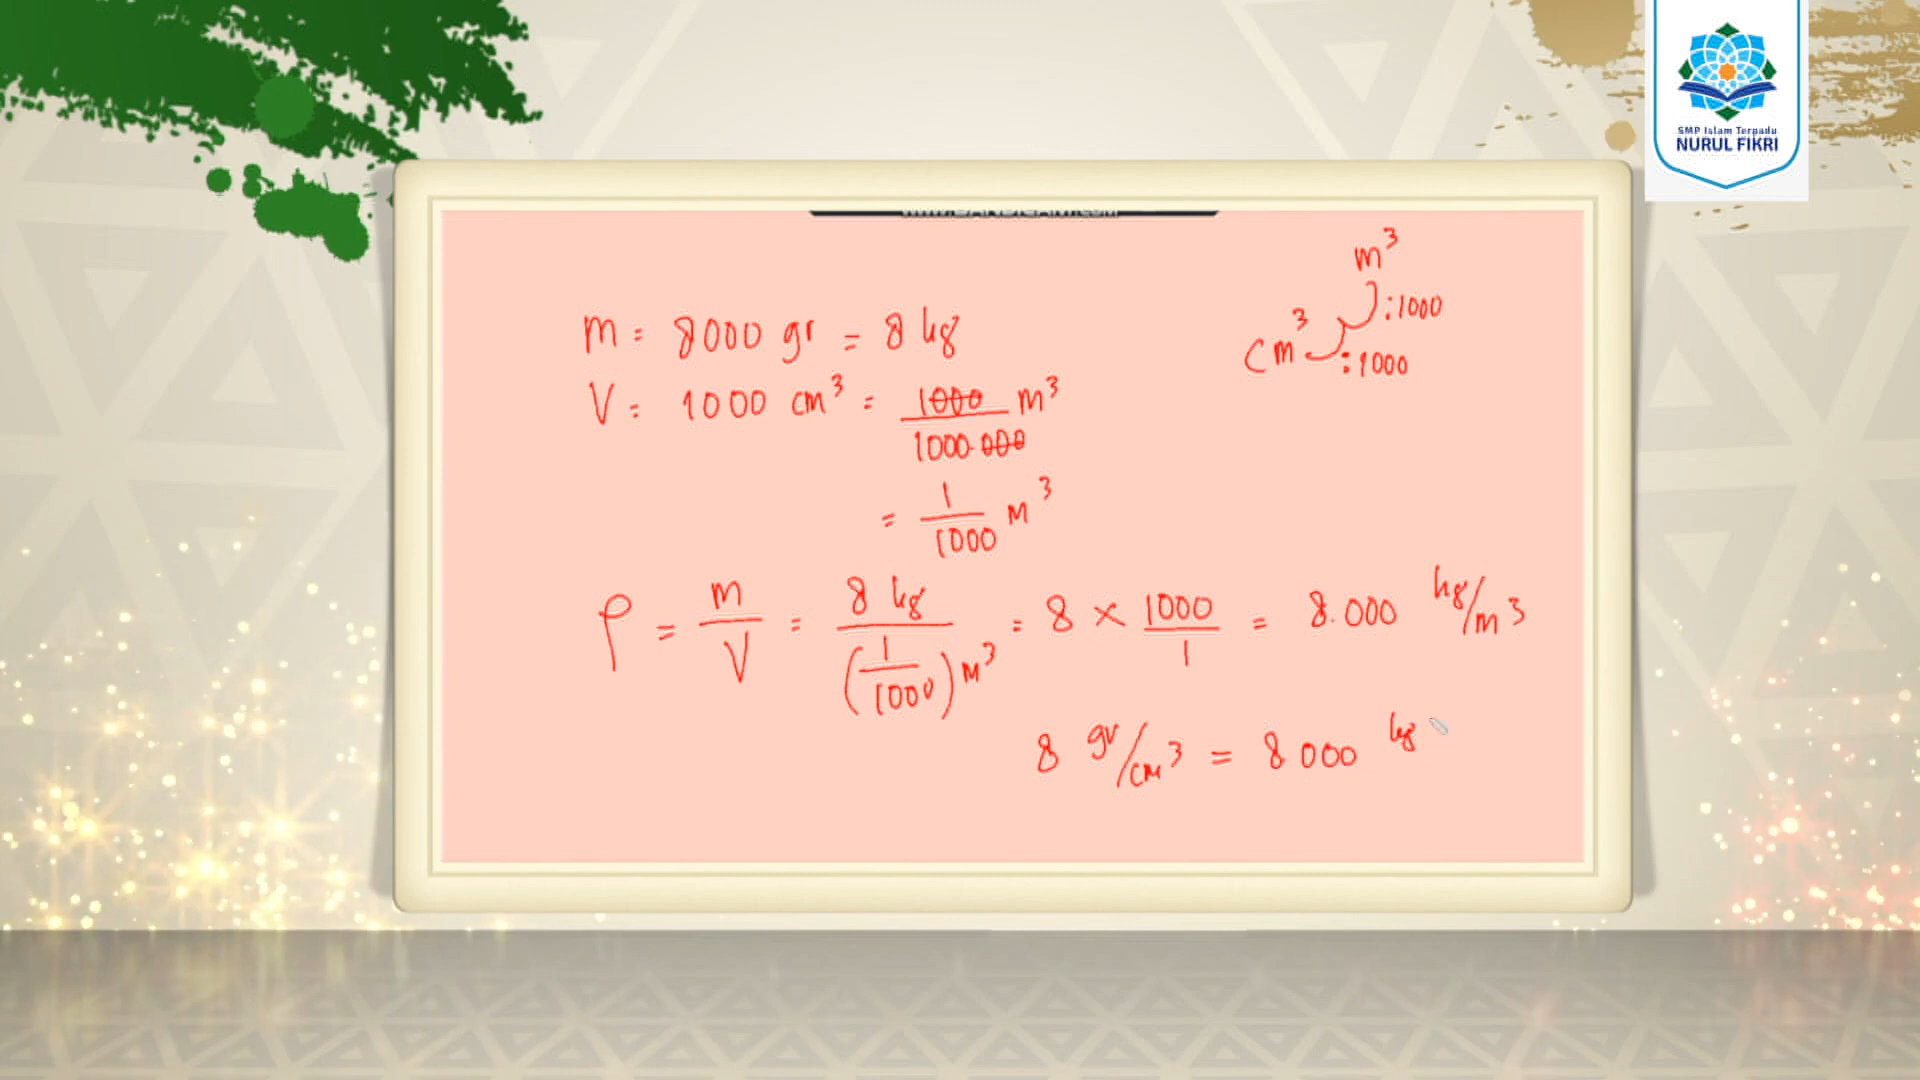 SMP Islam Terpadu
NURUL FIKRI
m³
:1000
cm³ :1000
m = 8000 gr = 8 kg
V = 1000 cm³ = 1000/1000.000 m³
= 1/1000 m³
ρ = m/V = 8 kg/(1/1000) m³ = 8 × 1000/1 = 8.000 kg/m³
8 gr/cm³ = 8000 kg